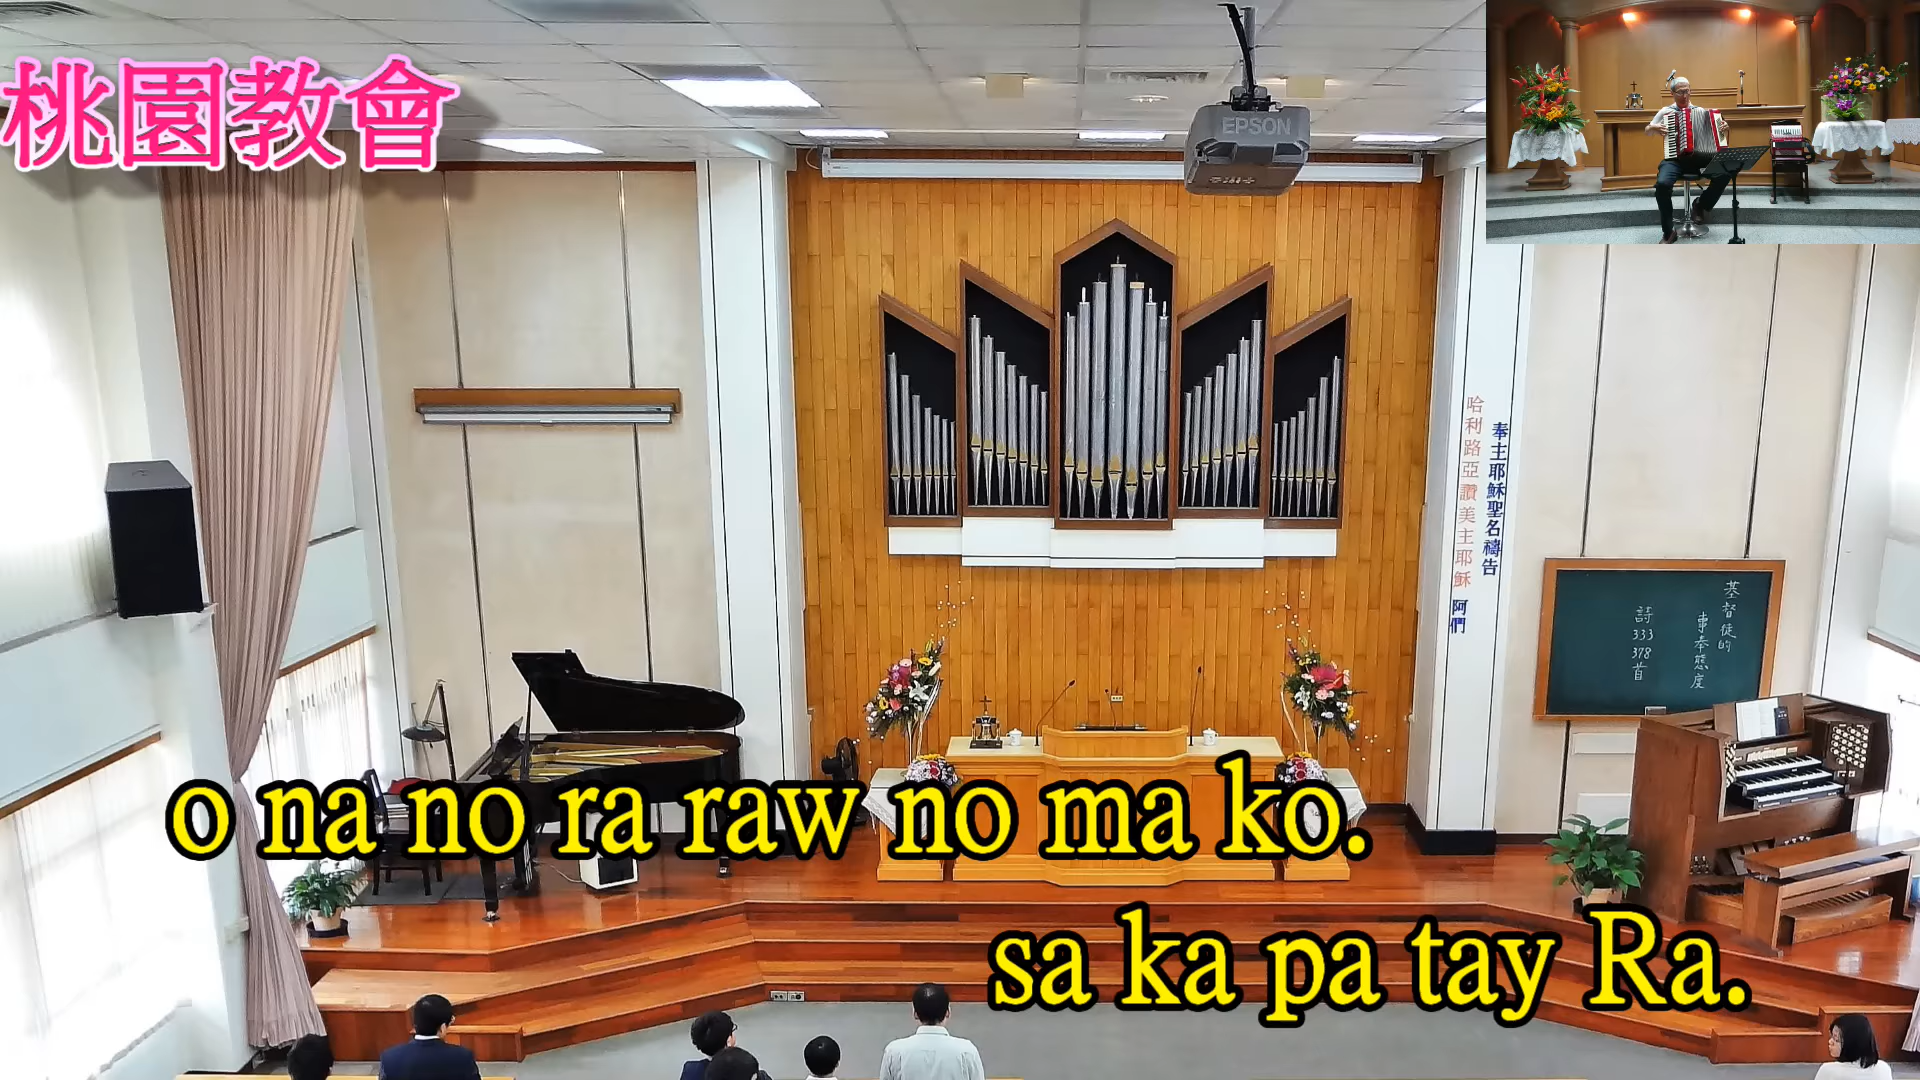 桃園教會
EPSON
奉主耶穌聖名禱告
哈利路亞讚美主耶穌 阿們
基督徒的
事奉態度
詩333 378首
o na no ra raw no ma ko.
sa ka pa tay Ra.